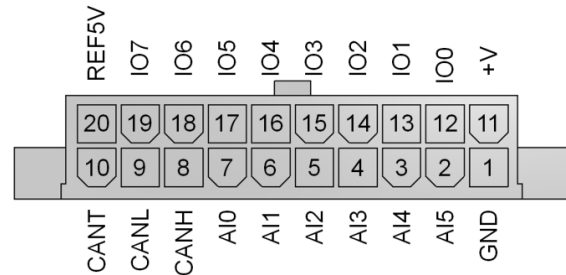 REF5V IO7 IO6 IO5 IO4 IO3 IO2 IO1 IO0 +V
20 19 18 17 16 15 14 13 12 11
10 9 8 7 6 5 4 3 2 1
CANT CANL CANH AI0 AI1 AI2 AI3 AI4 AI5 GND